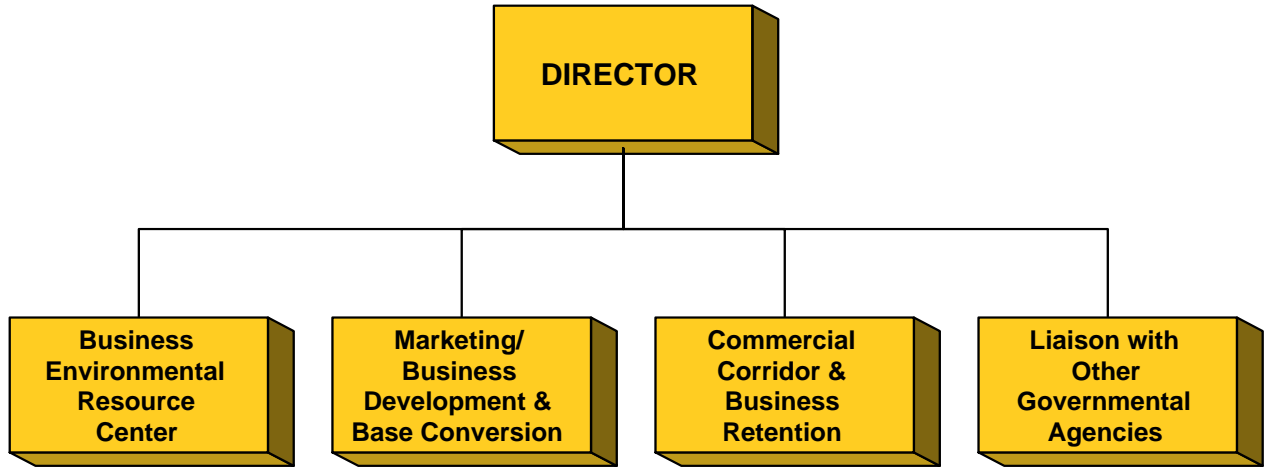 DIRECTOR
Business
Environmental
Resource
Center
Marketing/
Business
Development &
Base Conversion
Commercial
Corridor &
Business
Retention
Liaison with
Other
Governmental
Agencies